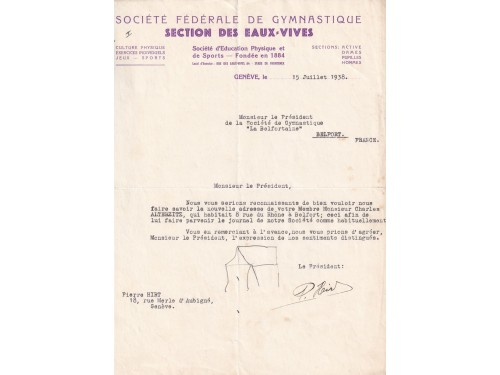 SOCIÉTÉ FÉDÉRALE DE GYMNASTIQUE
SECTION DES EAUX-VIVES
CULTURE PHYSIQUE
EXERCICES D'ENSEMBLE
JEUX - SPORTS
Société d'Education Physique et
de Sports — Fondée en 1884
SECTIONS: ACTIVE
DAMES
PUPILLES
HOMMES
GENÈVE, le 15 Juillet 1938.
Monsieur le Président
de la Société de Gymnastique
"La Belfortaine"
BELFORT.
FRANCE.
Monsieur le Président,
Nous vous serions reconnaissants de bien vouloir nous
faire savoir la nouvelle adresse de votre Membre Monsieur Charles
qui habitait 8 rue du Rhône à Belfort; ceci afin de
lui faire parvenir le journal de notre Société comme habituellement
Vous en remerciant à l'avance, nous vous prions d'agréer,
Monsieur le Président, l'expression de nos sentiments distingués.
Le Président:
P. Hirt
Pierre HIRT
18, rue Merle d'Aubigné,
Genève.